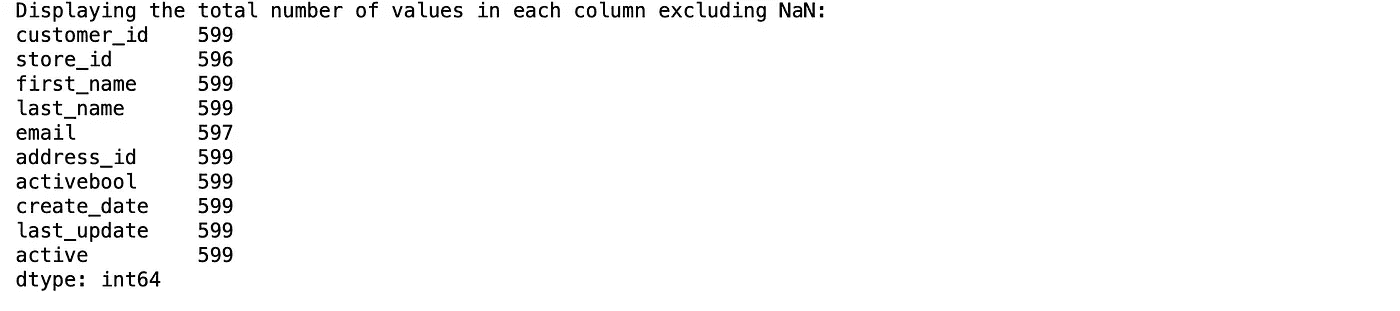 Displaying the total number of values in each column excluding NaN:
customer_id    599
store_id       596
first_name     599
last_name      599
email          597
address_id     599
activebool     599
create_date    599
last_update    599
active         599
dtype: int64